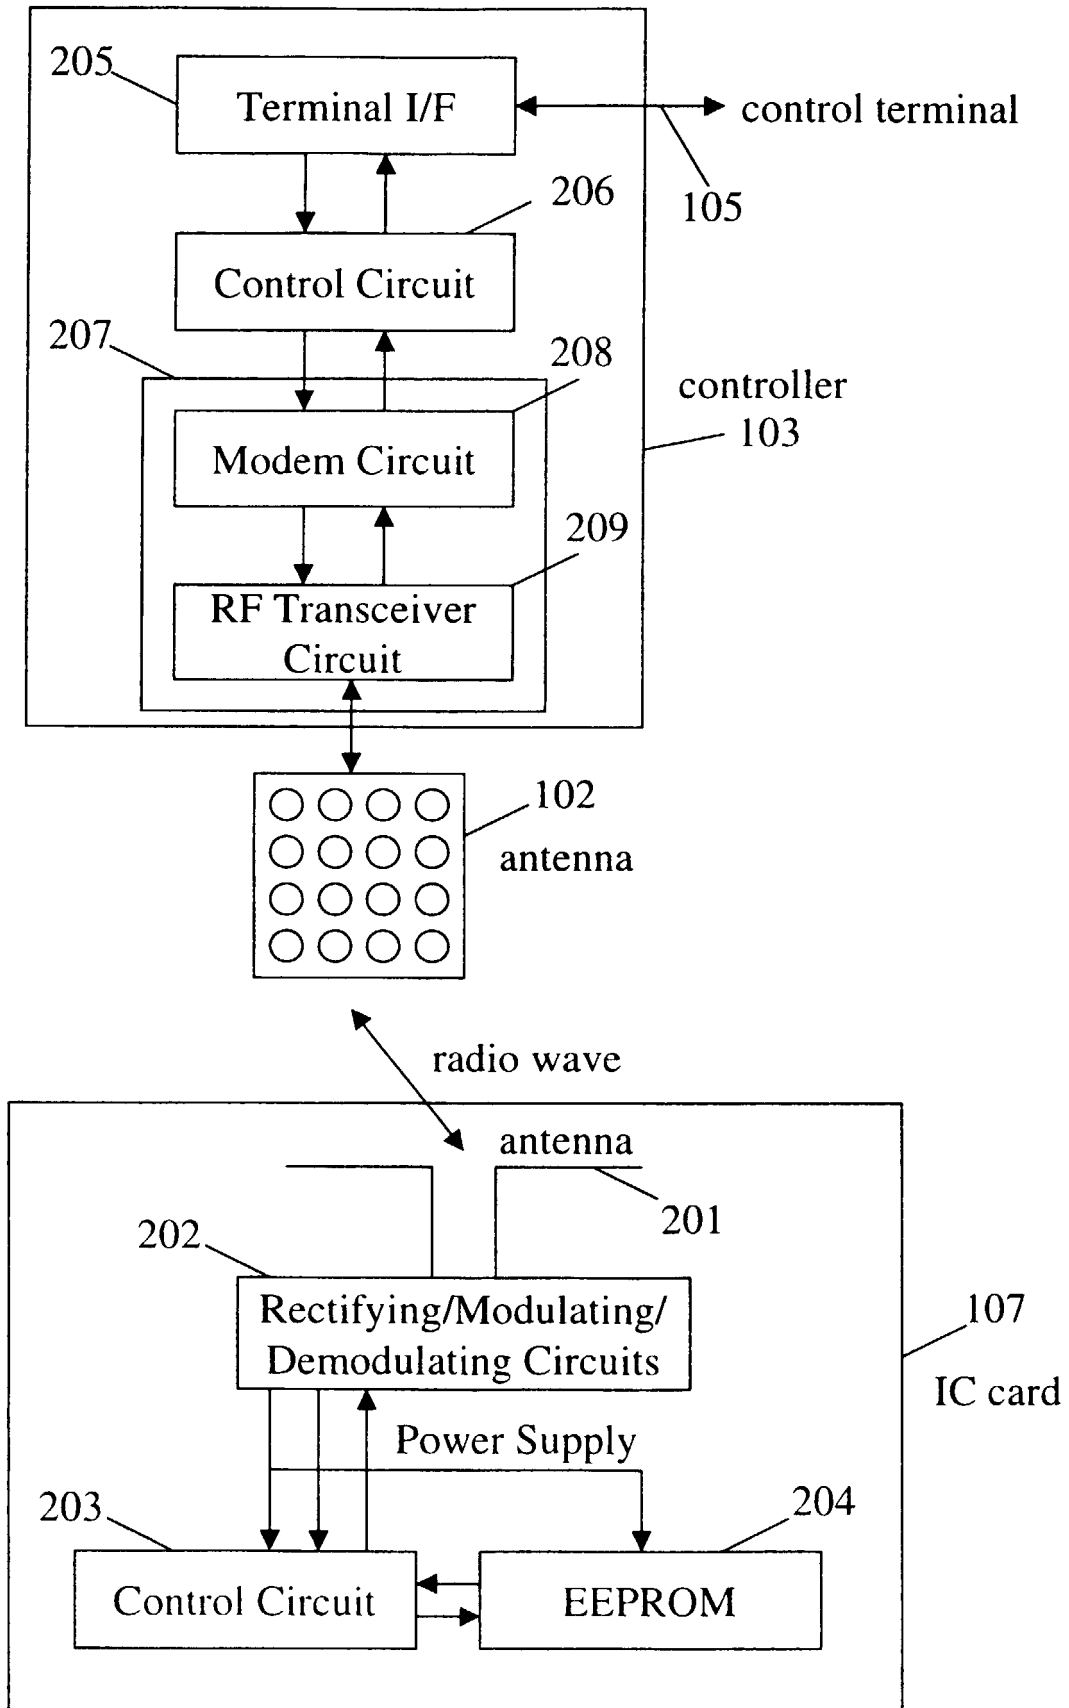 205
Terminal I/F
control terminal
105
206
Control Circuit
207
208
controller
103
Modem Circuit
209
RF Transceiver
Circuit
102
antenna
radio wave
antenna
201
202
Rectifying/Modulating/
Demodulating Circuits
107
IC card
Power Supply
203
204
Control Circuit
EEPROM